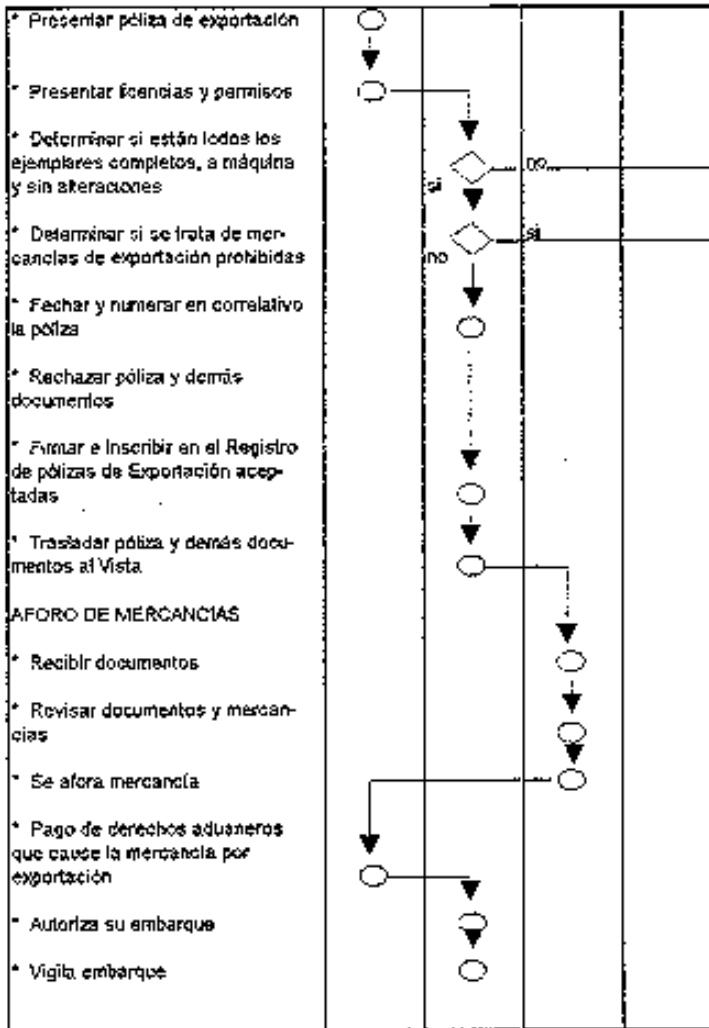 * Presentar póliza de exportación
* Presentar licencias y permisos
* Determinar si están todos los
ejemplares completos, a máquina
y sin alteraciones
no
si
* Determinar si se trata de mer-
cancías de exportación prohibidas
si
no
* Fechar y numerar en correlativo
la póliza
* Rechazar póliza y demás
documentos
* Firmar e Inscribir en el Registro
de pólizas de Exportación acep-
tadas
* Trasladar póliza y demás docu-
mentos al Vista
AFORO DE MERCANCIAS
* Recibir documentos
* Revisar documentos y mercan-
cías
* Se afora mercancía
* Pago de derechos aduaneros
que cause la mercancía por
exportación
* Autoriza su embarque
* Vigila embarque